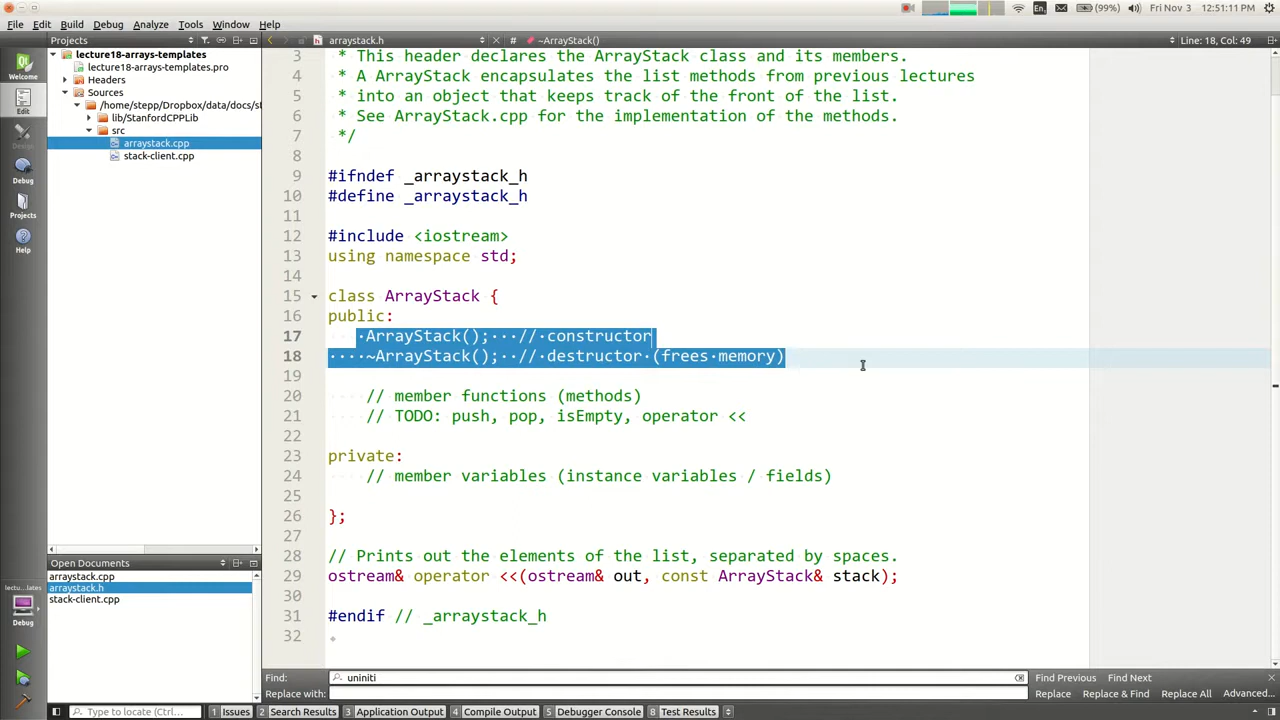 (99%) Fri Nov 3 12:51:11 PM
En
File Edit Build Debug Analyze Tools Window Help
Projects
arraystack.h
# ~ArrayStack()
Line: 18, Col: 49
Welcome
Edit
Design
Debug
Projects
Help
lecture18-arrays-templates
lecture18-arrays-templates.pro
Headers
Sources
/home/stepp/Dropbox/data/docs/st
lib/StanfordCPPLib
src
arraystack.cpp
stack-client.cpp
3 * This header declares the ArrayStack class and its members.
4 * A ArrayStack encapsulates the list methods from previous lectures
5 * into an object that keeps track of the front of the list.
6 * See ArrayStack.cpp for the implementation of the methods.
7 */
8
9 #ifndef _arraystack_h
10 #define _arraystack_h
11
12 #include <iostream>
13 using namespace std;
14
15 class ArrayStack {
16 public:
17 ·ArrayStack();···//·constructor
18 ····~ArrayStack();··//·destructor·(frees·memory)
19
20 // member functions (methods)
21 // TODO: push, pop, isEmpty, operator <<
22
23 private:
24 // member variables (instance variables / fields)
25
26 };
27
28 // Prints out the elements of the list, separated by spaces.
29 ostream& operator <<(ostream& out, const ArrayStack& stack);
30
31 #endif // _arraystack_h
32
Open Documents
arraystack.cpp
arraystack.h
stack-client.cpp
lectu...lates
Debug
Find: uniniti
Find Previous Find Next
Replace with:
Replace Replace & Find Replace All Advanced...
Type to locate (Ctrl...)
1 Issues 2 Search Results 3 Application Output 4 Compile Output 5 Debugger Console 8 Test Results